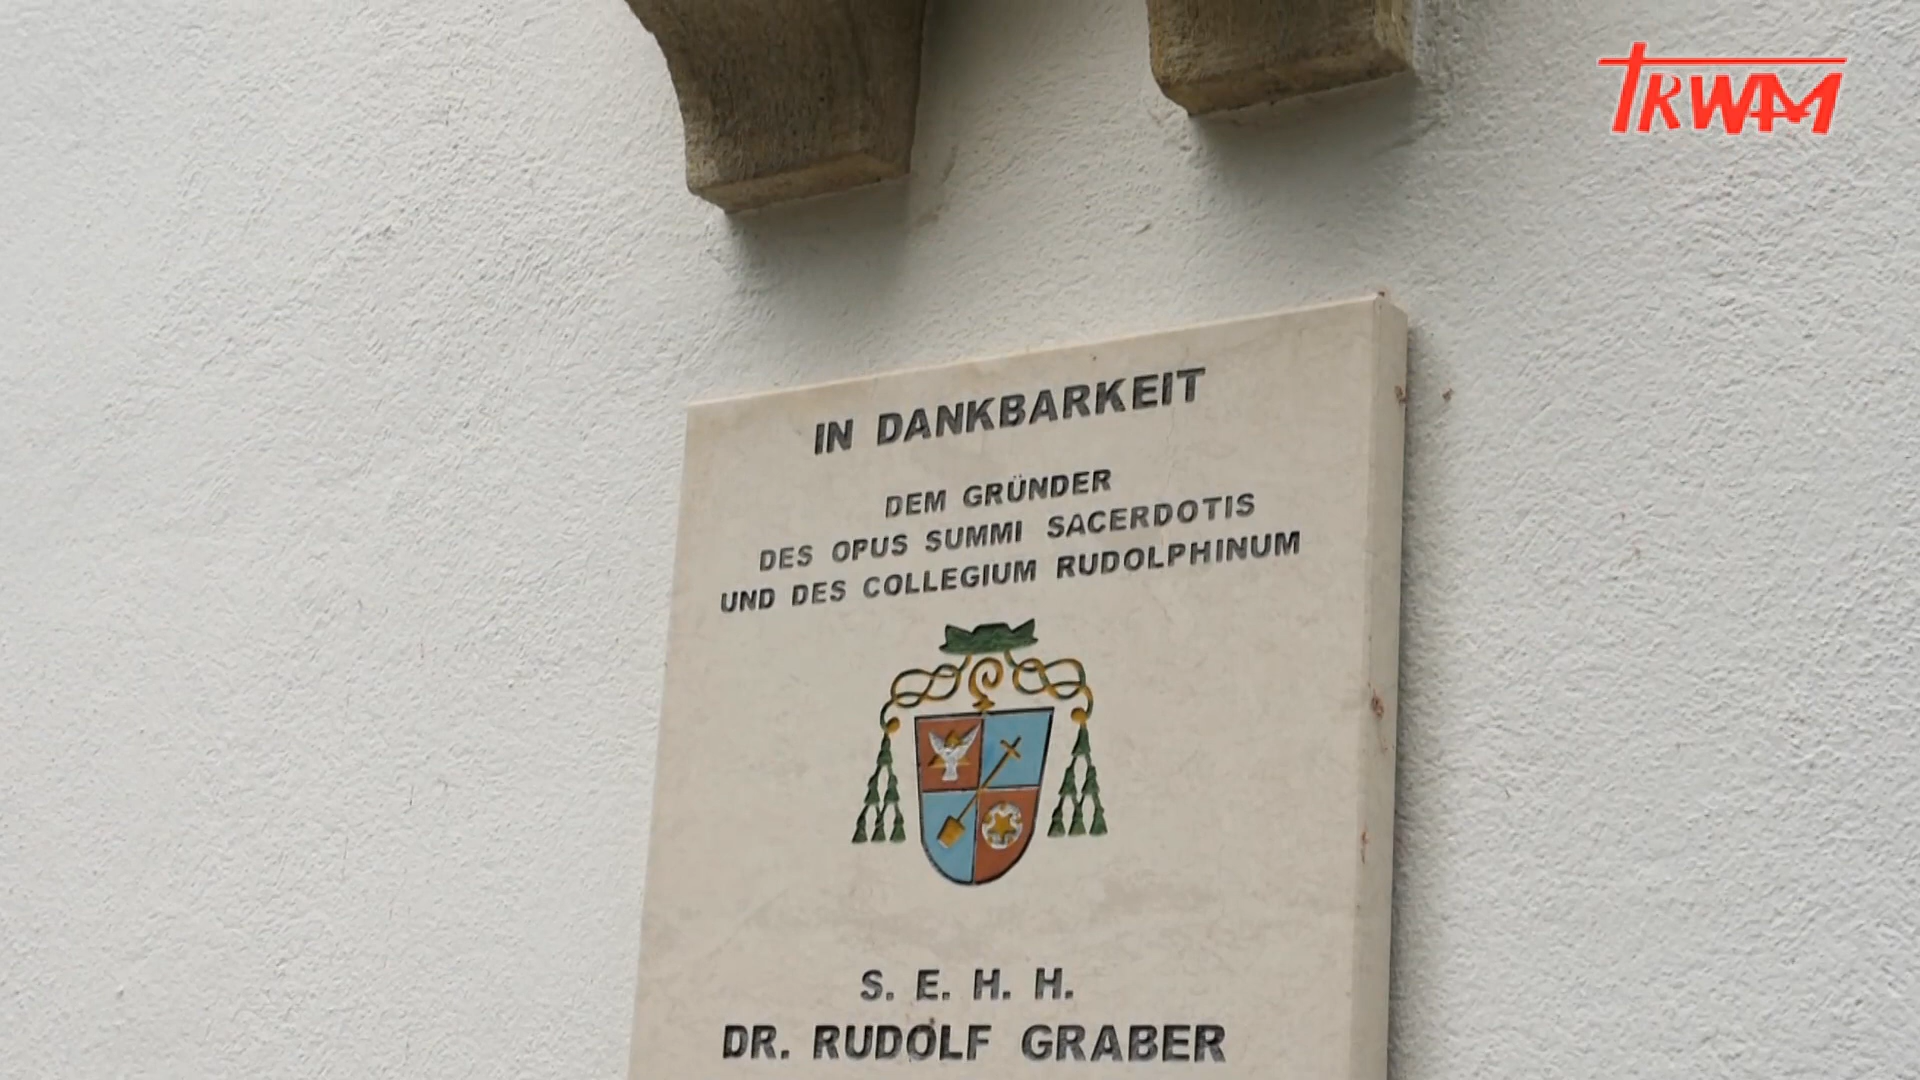 TRWAM
IN DANKBARKEIT
DEM GRÜNDER
DES OPUS SUMMI SACERDOTIS
UND DES COLLEGIUM RUDOLPHINUM
S. E. H. H.
DR. RUDOLF GRABER